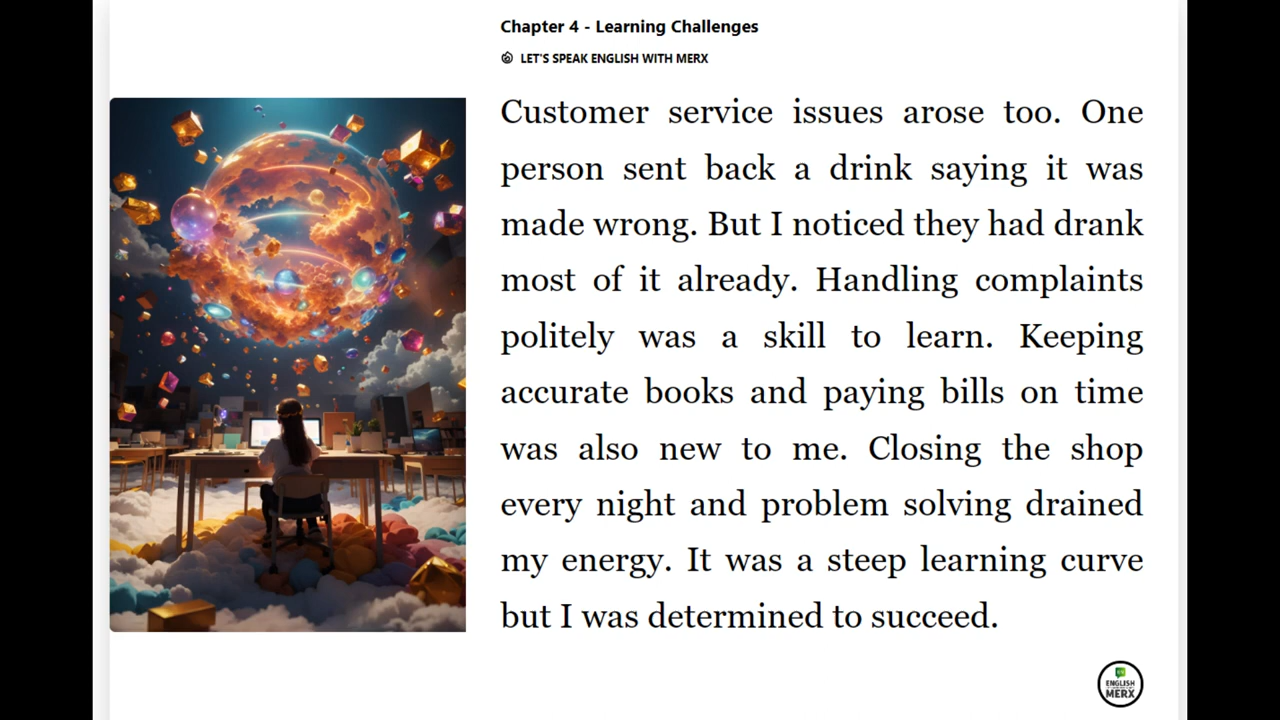 Chapter 4 - Learning Challenges
LET'S SPEAK ENGLISH WITH MERX
Customer service issues arose too. One
person sent back a drink saying it was
made wrong. But I noticed they had drank
most of it already. Handling complaints
politely was a skill to learn. Keeping
accurate books and paying bills on time
was also new to me. Closing the shop
every night and problem solving drained
my energy. It was a steep learning curve
but I was determined to succeed.
ENGLISH
MERX